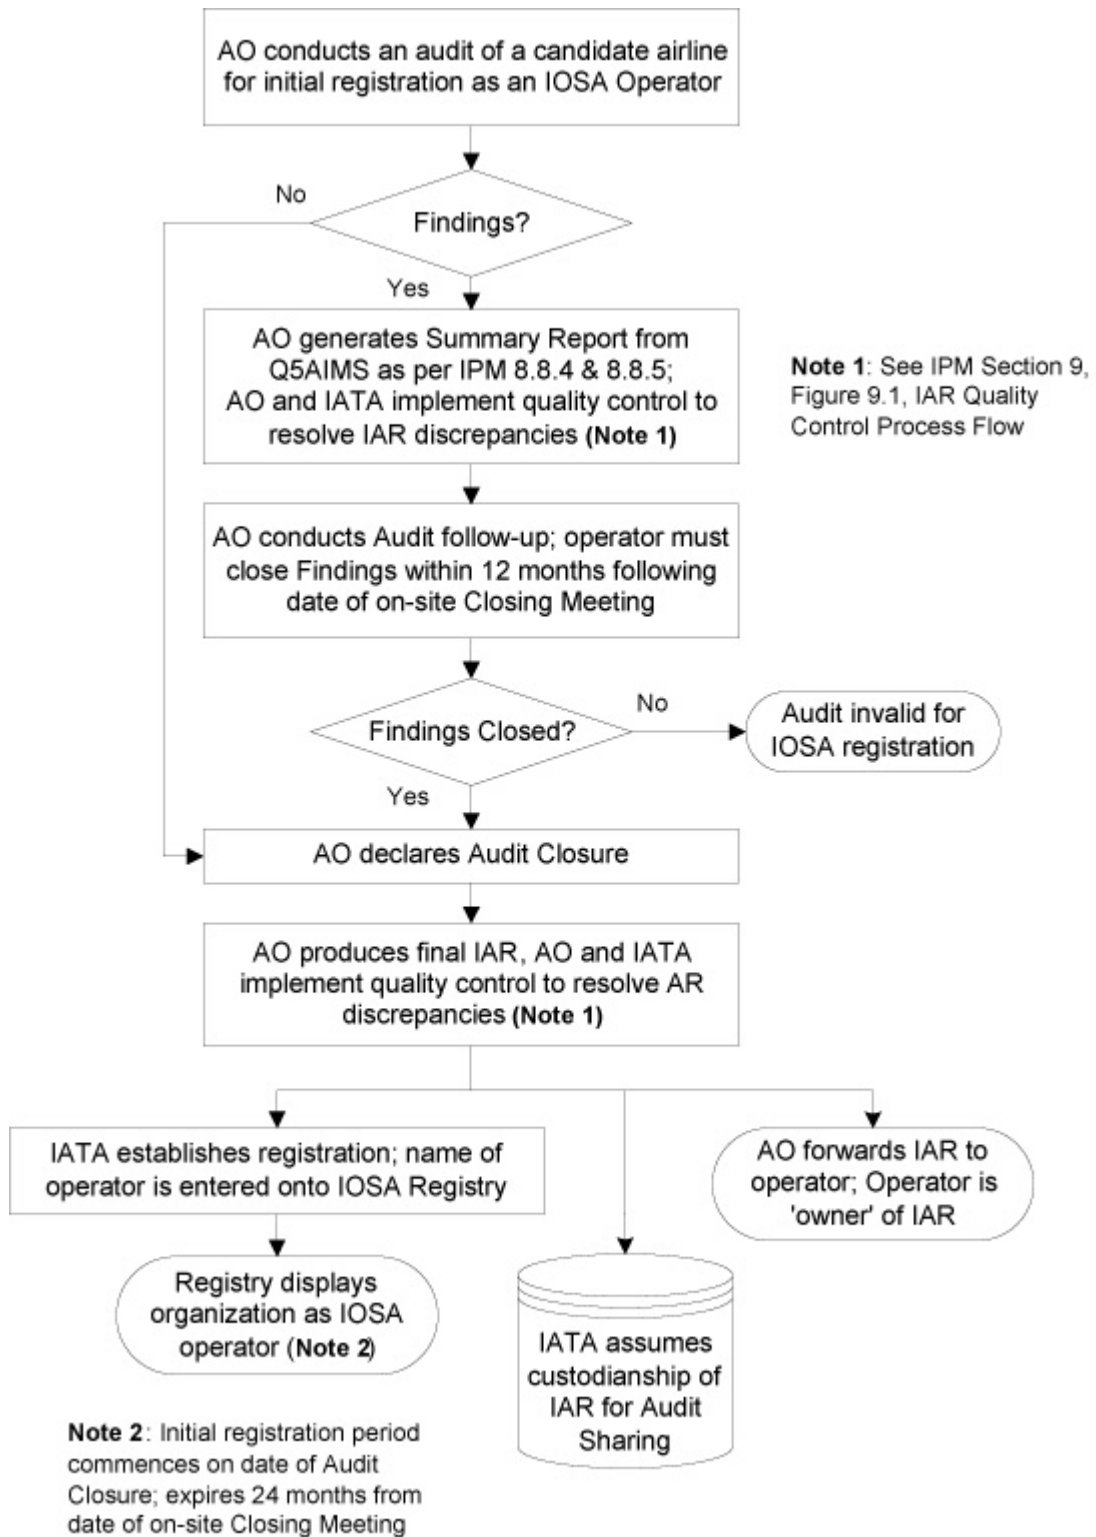 AO conducts an audit of a candidate airline
for initial registration as an IOSA Operator
No
Findings?
Yes
AO generates Summary Report from
Q5AIMS as per IPM 8.8.4 & 8.8.5;
AO and IATA implement quality control to
resolve IAR discrepancies (Note 1)
Note 1: See IPM Section 9,
Figure 9.1, IAR Quality
Control Process Flow
AO conducts Audit follow-up; operator must
close Findings within 12 months following
date of on-site Closing Meeting
Findings Closed?
No
Audit invalid for
IOSA registration
Yes
AO declares Audit Closure
AO produces final IAR, AO and IATA
implement quality control to resolve AR
discrepancies (Note 1)
IATA establishes registration; name of
operator is entered onto IOSA Registry
AO forwards IAR to
operator; Operator is
'owner' of IAR
Registry displays
organization as IOSA
operator (Note 2)
IATA assumes
custodianship of
IAR for Audit
Sharing
Note 2: Initial registration period
commences on date of Audit
Closure; expires 24 months from
date of on-site Closing Meeting